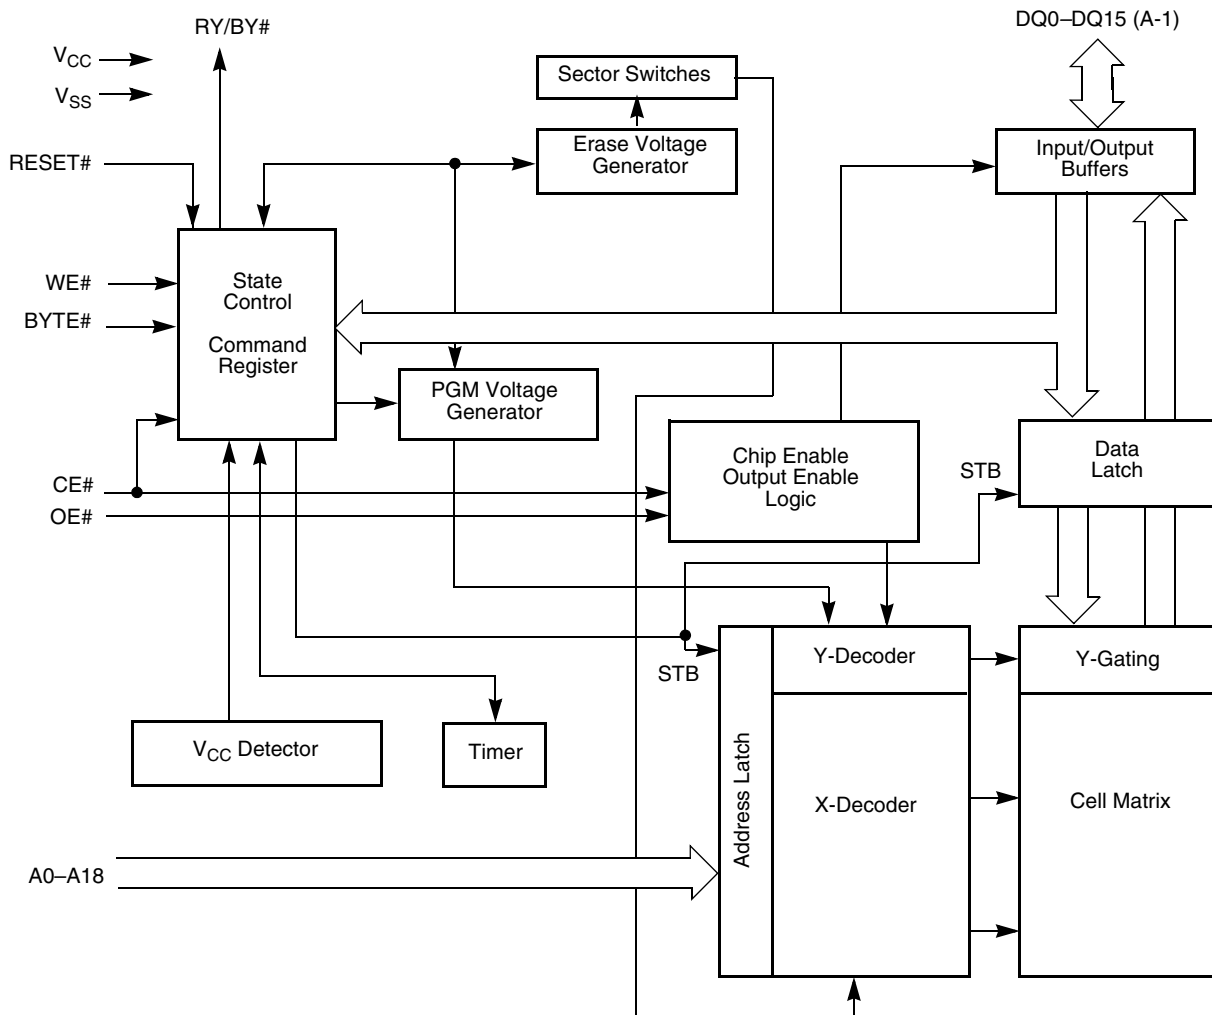 RY/BY#
DQ0–DQ15 (A-1)
VCC
VSS
Sector Switches
Erase Voltage
Generator
Input/Output
Buffers
RESET#
WE#
BYTE#
State
Control
Command
Register
PGM Voltage
Generator
Chip Enable
Output Enable
Logic
STB
Data
Latch
CE#
OE#
STB
Y-Decoder
Y-Gating
VCC Detector
Timer
Address Latch
X-Decoder
Cell Matrix
A0–A18